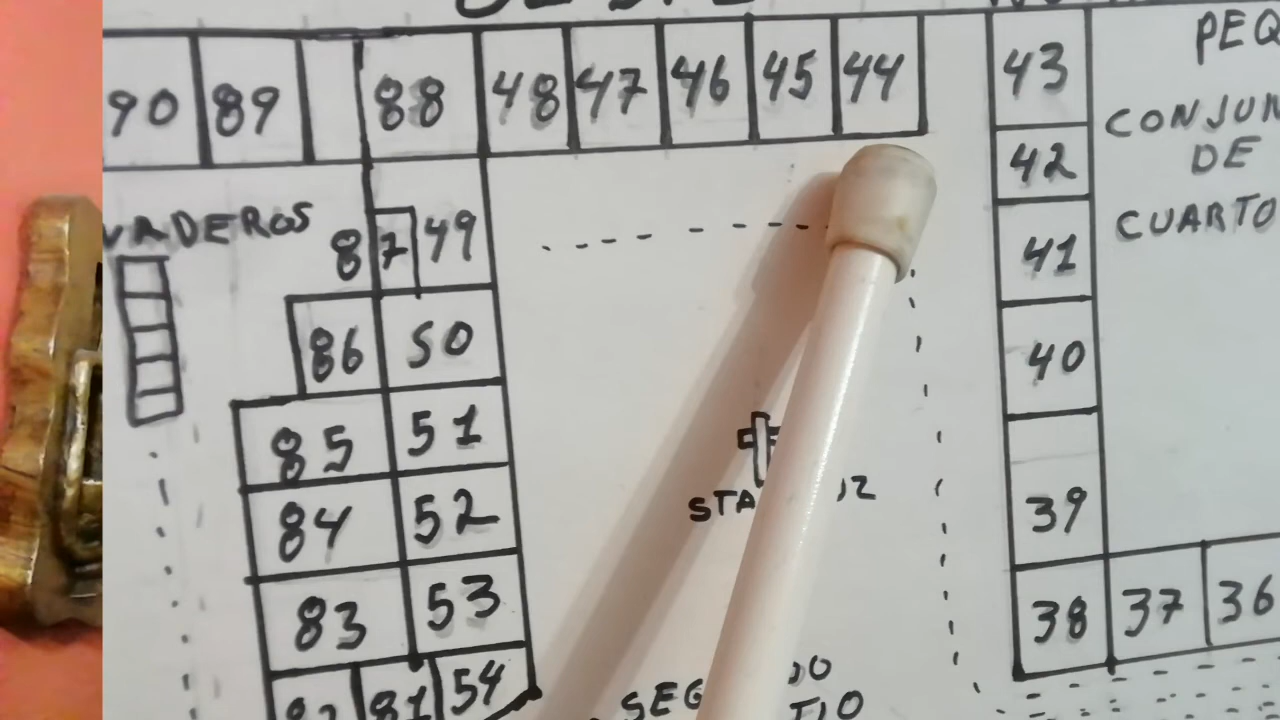 90 89 88 48 47 46 45 44 43
PEQ
CONJUN
DE
CUARTO
42
VADEROS
87 49 41
86 50 40
85 51
STA
84 52 39
83 53 38 37 36
81 54